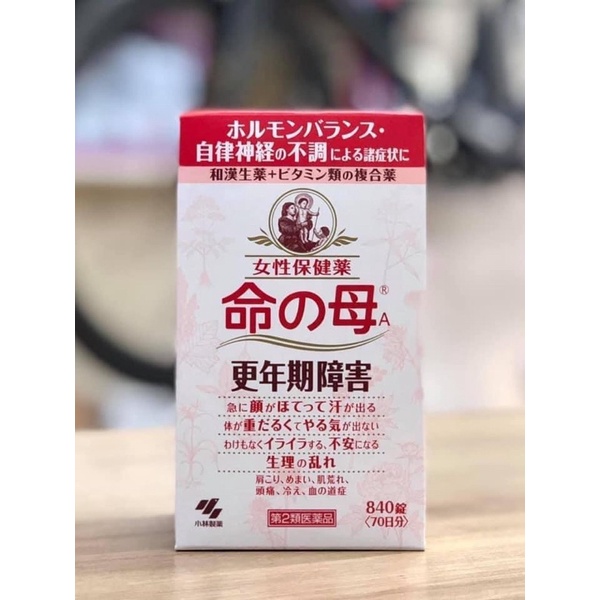 ホルモンバランス・
自律神経の不調による諸症状に
和漢生薬+ビタミン類の複合薬
女性保健薬
命の母®A
更年期障害
急に顔がほてって汗が出る
体が重だるくてやる気が出ない
わけもなくイライラする、不安になる
生理の乱れ
肩こり、めまい、肌荒れ、
頭痛、冷え、血の道症
小林製薬
第2類医薬品
840錠
〈70日分〉